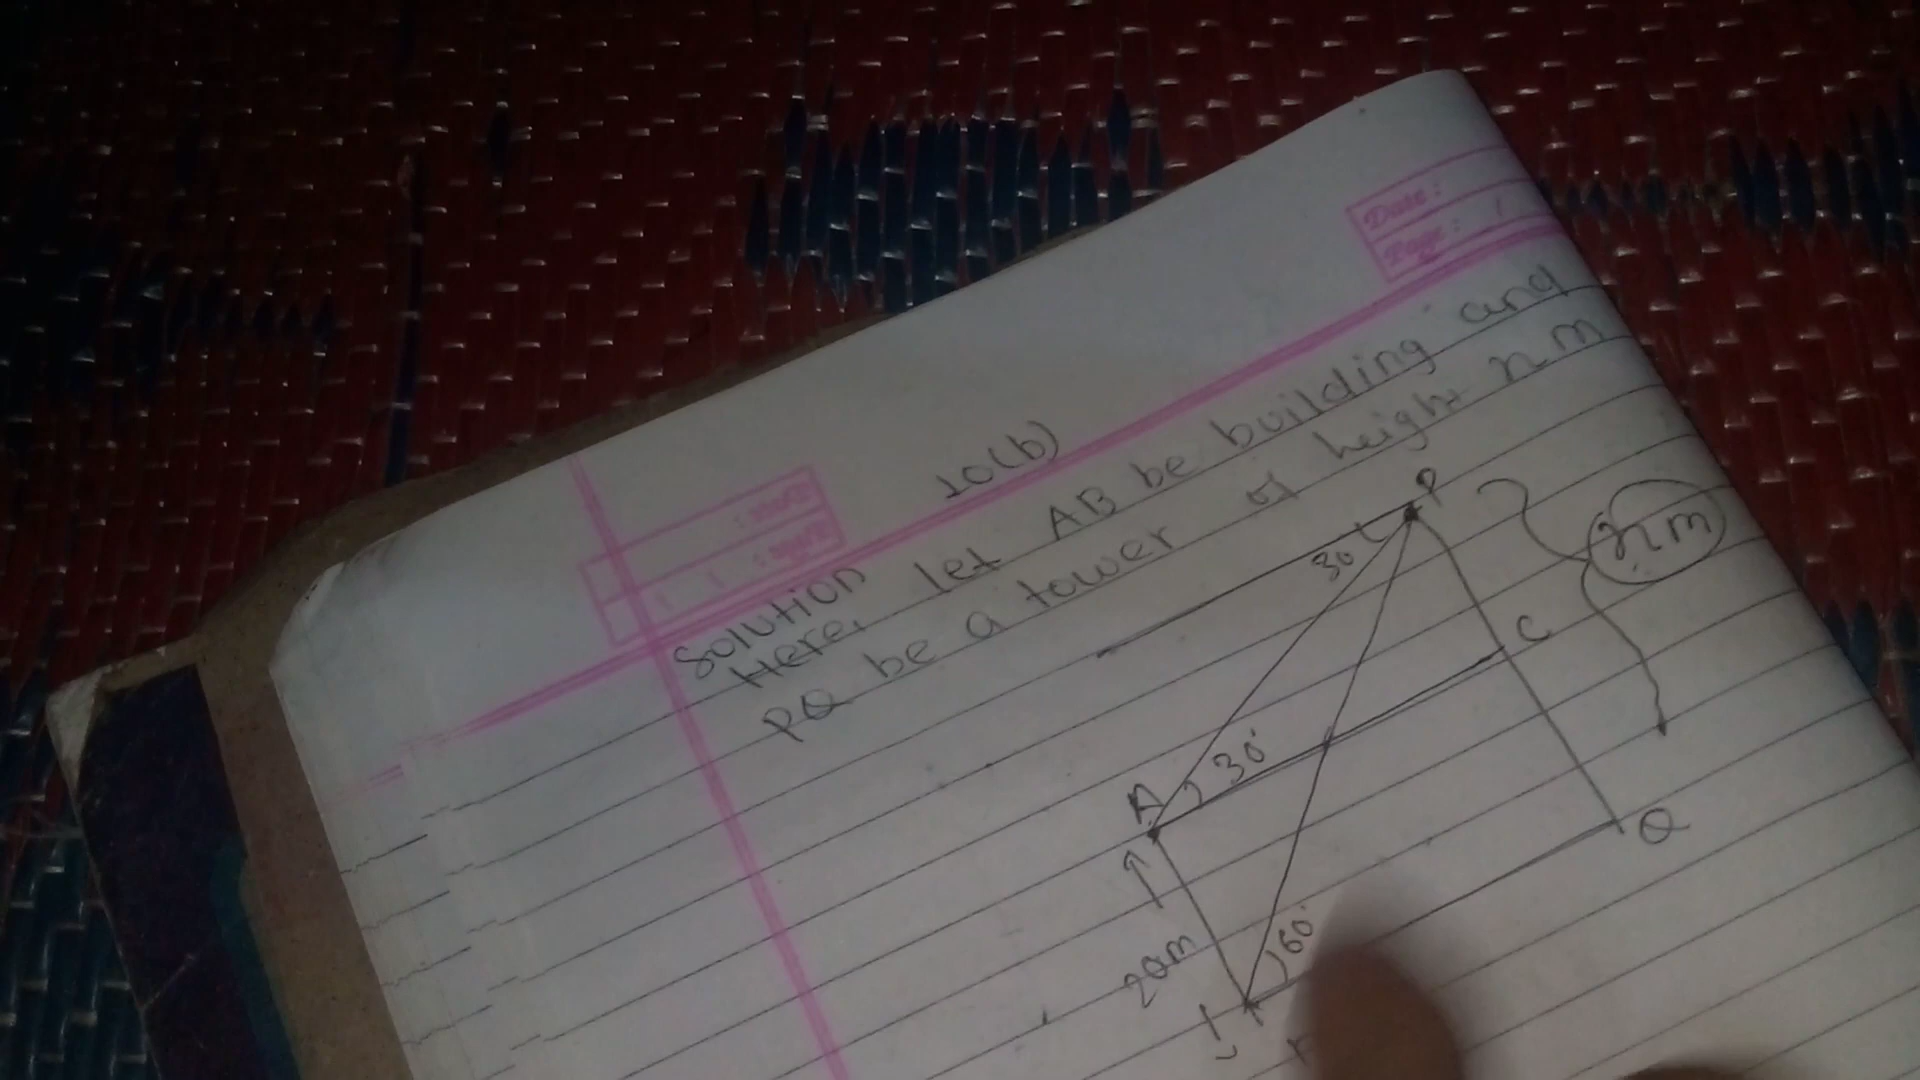 Date:
Page:
10(b)
Solution
Here, let AB be building and
PQ be a tower of height x m
P
30
x m
C
A
30°
Q
20m
60°